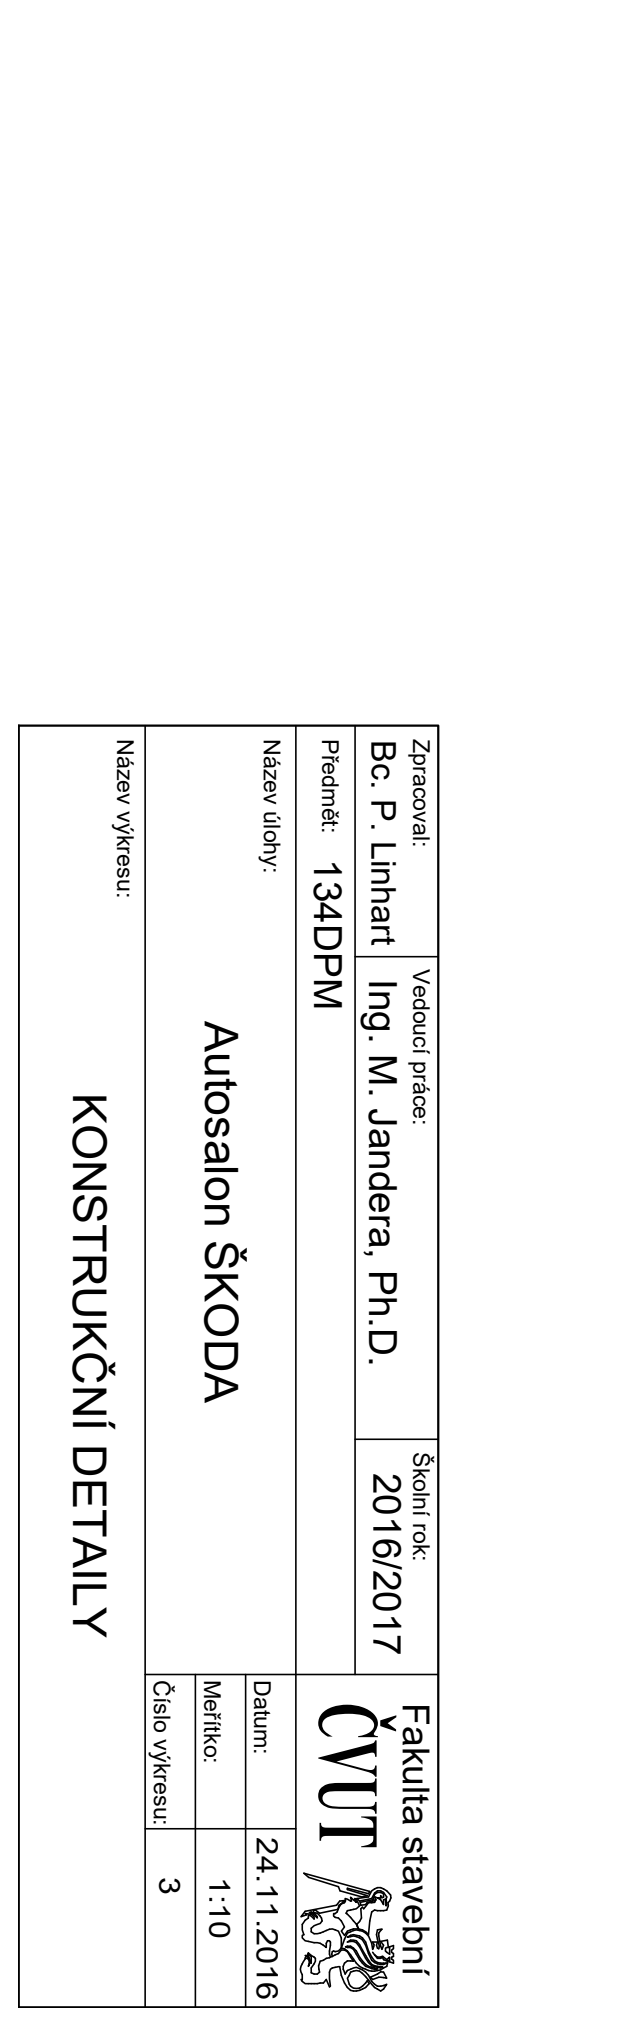 Zpracoval:
Bc. P. Linhart
Vedoucí práce:
Ing. M. Jandera, Ph.D.
Školní rok:
2016/2017
Fakulta stavební
ČVUT
Předmět: 134DPM
Název úlohy:
Autosalon ŠKODA
Datum: 24.11.2016
Meřítko: 1:10
Číslo výkresu: 3
Název výkresu:
KONSTRUKČNÍ DETAILY